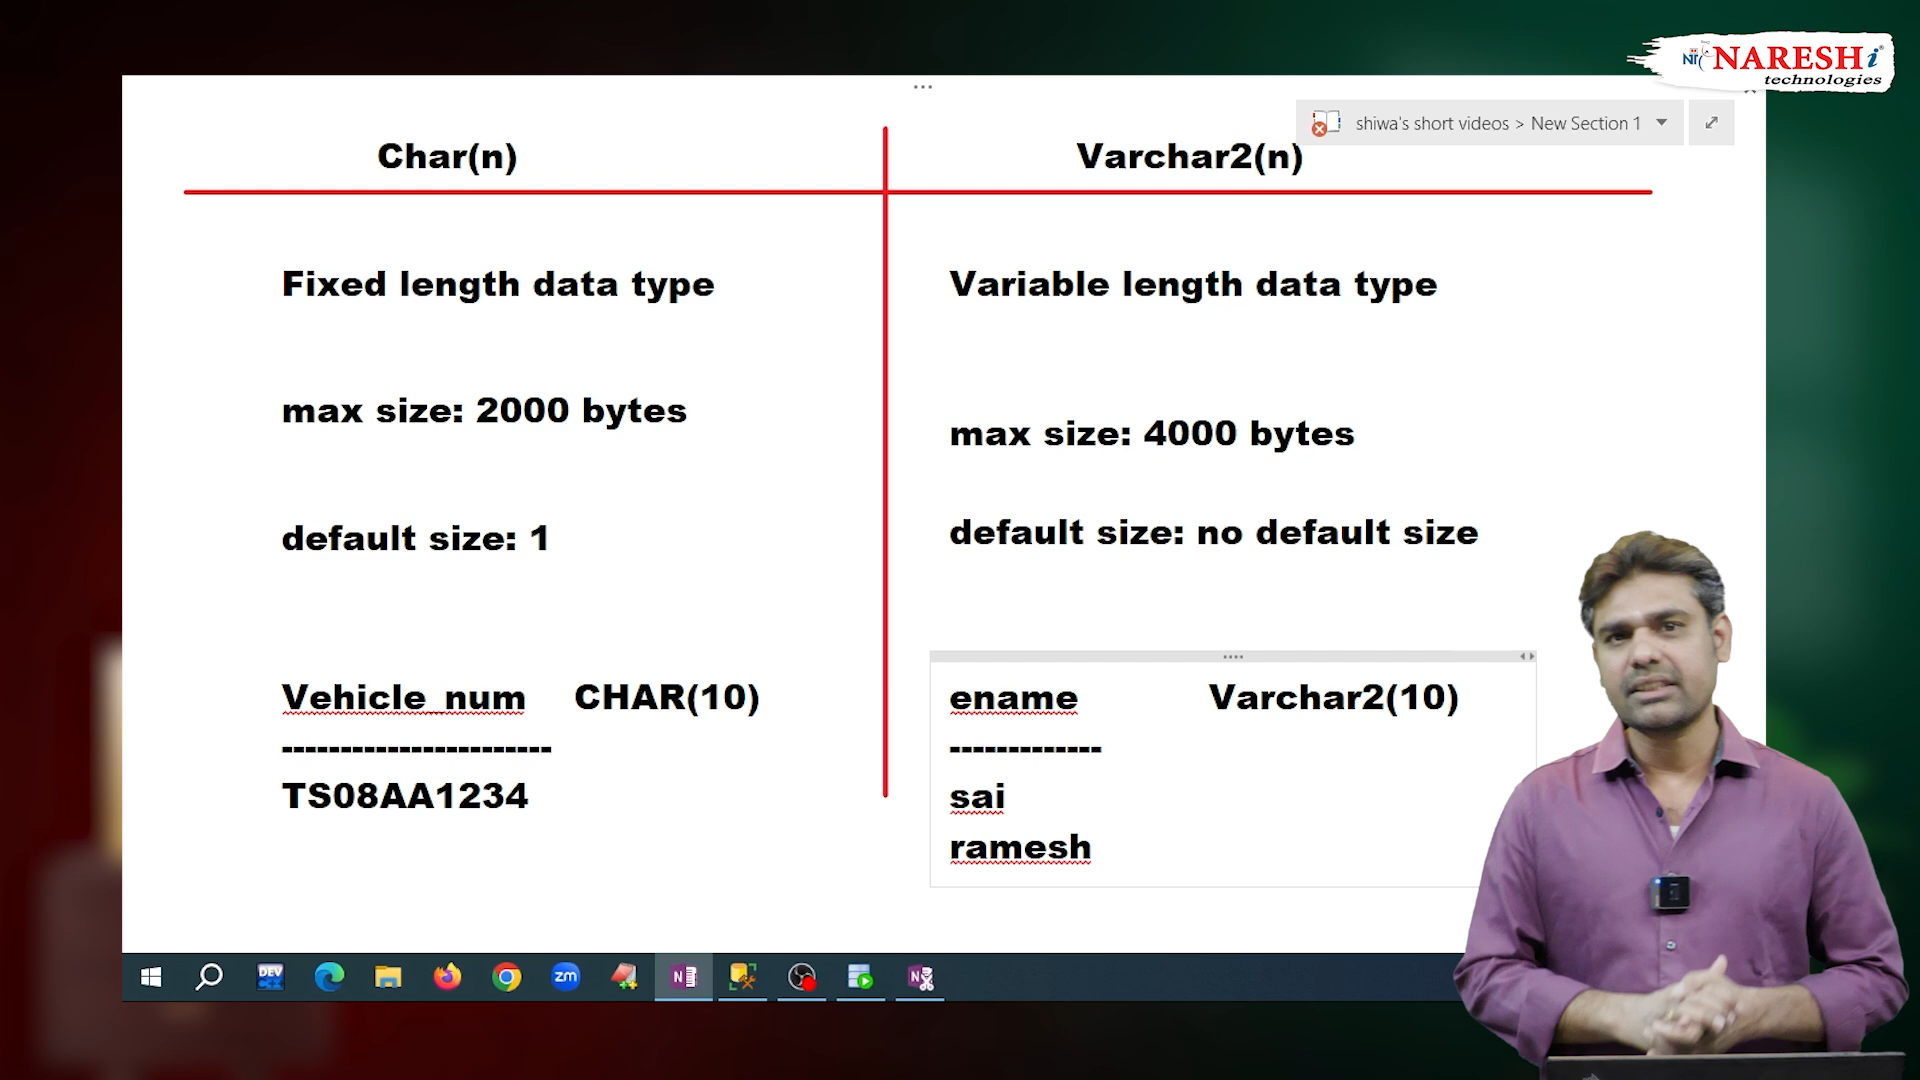 NARESH i
technologies
shiwa's short videos > New Section 1
Char(n)
Varchar2(n)
Fixed length data type
Variable length data type
max size: 2000 bytes
max size: 4000 bytes
default size: 1
default size: no default size
Vehicle_num CHAR(10)
-----------------------
TS08AA1234
ename Varchar2(10)
-------------
sai
ramesh
DEV
zm
N
N